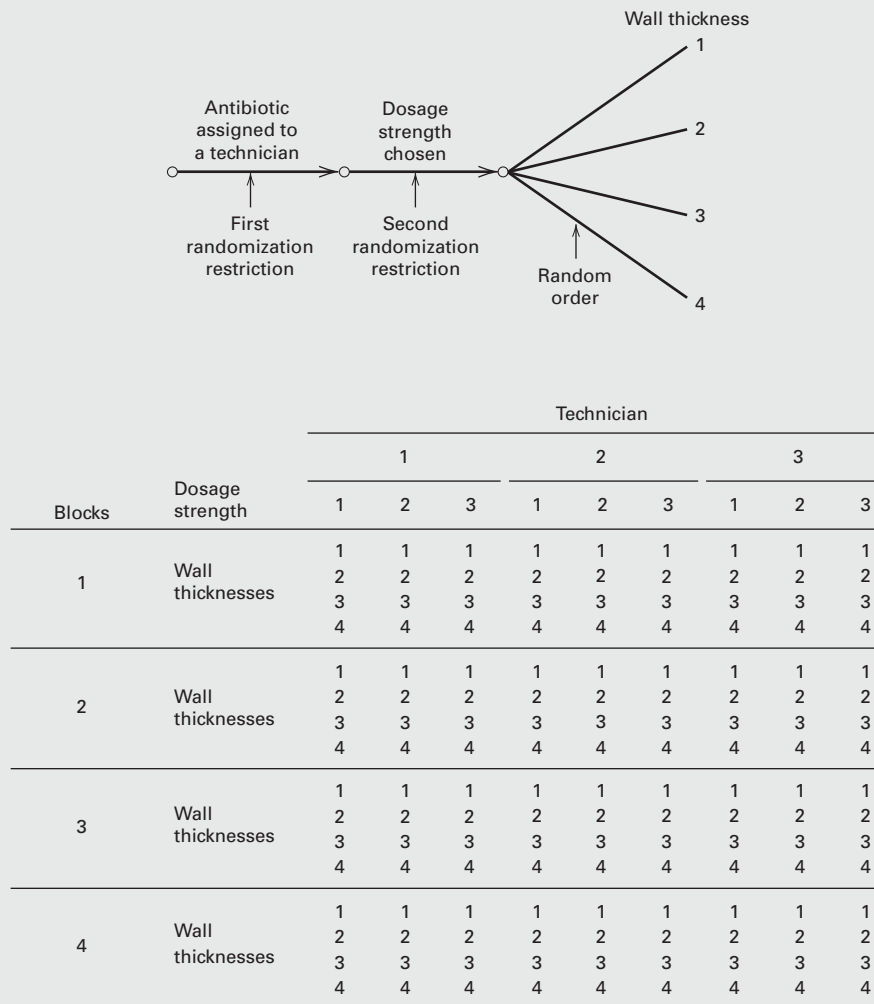 Wall thickness
1
Antibiotic
assigned to
a technician
Dosage
strength
chosen
2
3
First
randomization
restriction
Second
randomization
restriction
Random
order
4
Technician
1 2 3
Blocks
Dosage
strength
1 2 3 1 2 3 1 2 3
1
Wall
thicknesses
1 1 1 1 1 1 1 1 1
2 2 2 2 2 2 2 2 2
3 3 3 3 3 3 3 3 3
4 4 4 4 4 4 4 4 4
2
Wall
thicknesses
1 1 1 1 1 1 1 1 1
2 2 2 2 2 2 2 2 2
3 3 3 3 3 3 3 3 3
4 4 4 4 4 4 4 4 4
3
Wall
thicknesses
1 1 1 1 1 1 1 1 1
2 2 2 2 2 2 2 2 2
3 3 3 3 3 3 3 3 3
4 4 4 4 4 4 4 4 4
4
Wall
thicknesses
1 1 1 1 1 1 1 1 1
2 2 2 2 2 2 2 2 2
3 3 3 3 3 3 3 3 3
4 4 4 4 4 4 4 4 4